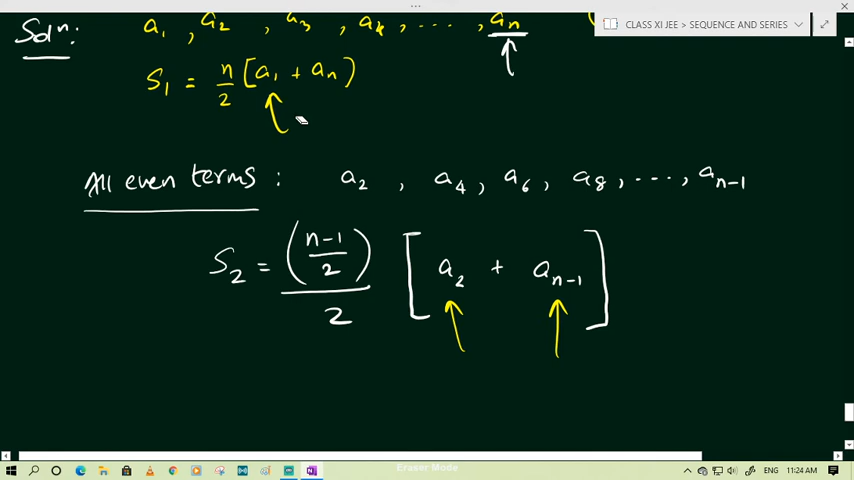 ...
CLASS XI JEE > SEQUENCE AND SERIES
Solⁿ: a₁, a₂, a₃, a₄, ...., aₙ
S₁ = n/2 [a₁ + aₙ]
All even terms : a₂, a₄, a₆, a₈, ...., aₙ₋₁
S₂ = ((n-1)/2)/2 [a₂ + aₙ₋₁]
Eraser Mode
ENG 11:24 AM